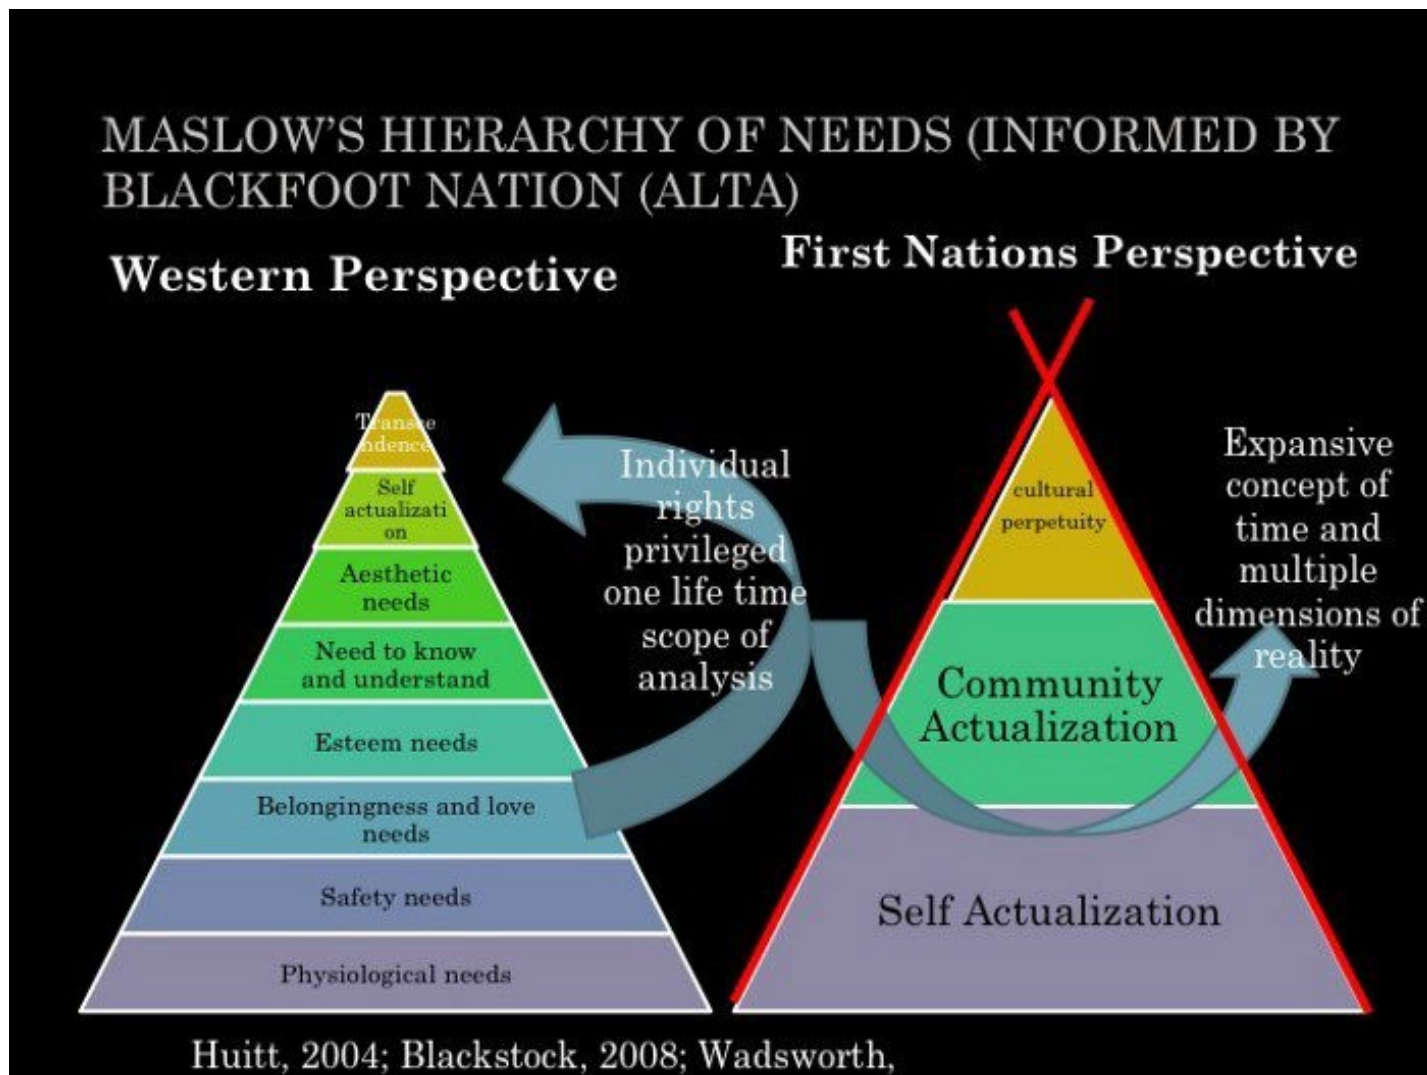 MASLOW'S HIERARCHY OF NEEDS (INFORMED BY
BLACKFOOT NATION (ALTA)
Western Perspective
Transce
ndence
Self
actualizati
on
Aesthetic
needs
Need to know
and understand
Esteem needs
Belongingness and love
needs
Safety needs
Physiological needs
Individual
rights
privileged
one life time
scope of
analysis
First Nations Perspective
cultural
perpetuity
Community
Actualization
Self Actualization
Expansive
concept of
time and
multiple
dimensions of
reality
Huitt, 2004; Blackstock, 2008; Wadsworth,